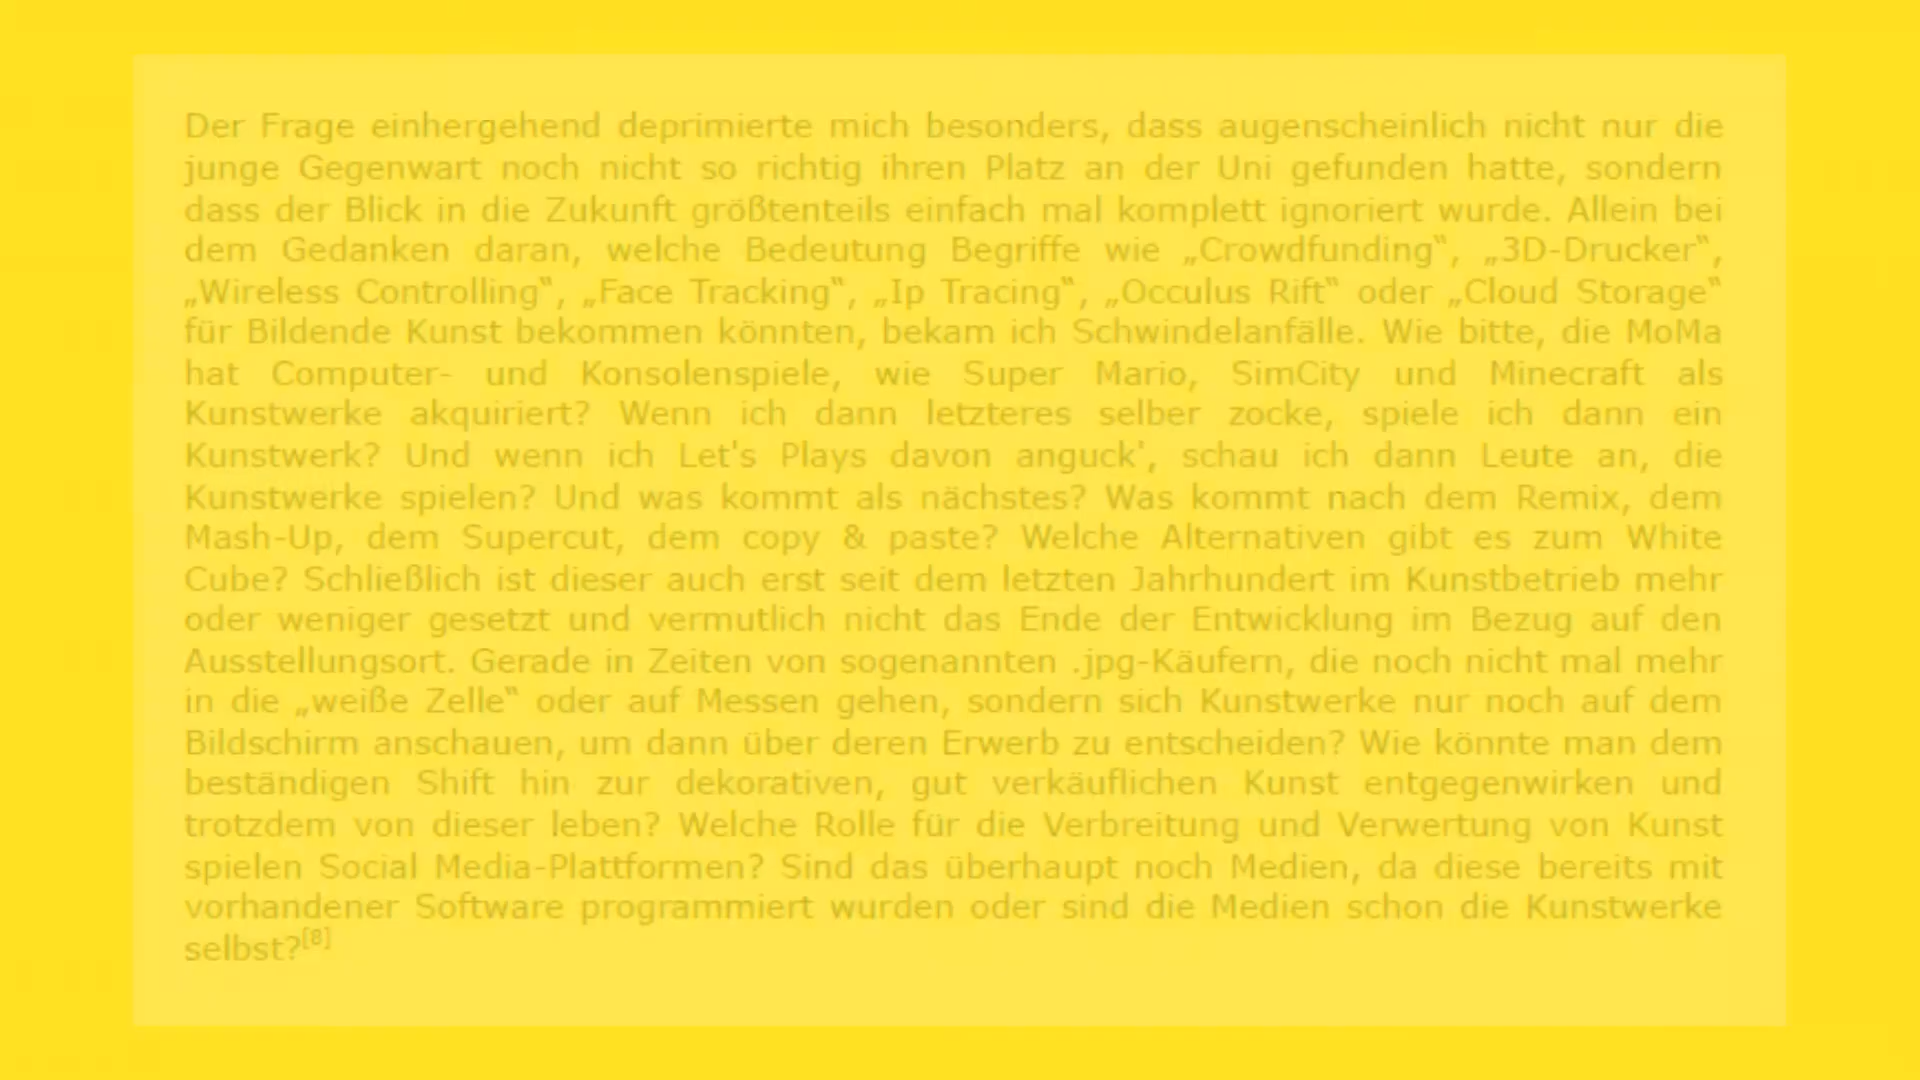 Der Frage einhergehend deprimierte mich besonders, dass augenscheinlich nicht nur die
junge Gegenwart noch nicht so richtig ihren Platz an der Uni gefunden hatte, sondern
dass der Blick in die Zukunft größtenteils einfach mal komplett ignoriert wurde. Allein bei
dem Gedanken daran, welche Bedeutung Begriffe wie „Crowdfunding‟, „3D-Drucker‟,
„Wireless Controlling‟, „Face Tracking‟, „Ip Tracing‟, „Occulus Rift‟ oder „Cloud Storage‟
für Bildende Kunst bekommen könnten, bekam ich Schwindelanfälle. Wie bitte, die MoMa
hat Computer- und Konsolenspiele, wie Super Mario, SimCity und Minecraft als
Kunstwerke akquiriert? Wenn ich dann letzteres selber zocke, spiele ich dann ein
Kunstwerk? Und wenn ich Let's Plays davon anguck', schau ich dann Leute an, die
Kunstwerke spielen? Und was kommt als nächstes? Was kommt nach dem Remix, dem
Mash-Up, dem Supercut, dem copy & paste? Welche Alternativen gibt es zum White
Cube? Schließlich ist dieser auch erst seit dem letzten Jahrhundert im Kunstbetrieb mehr
oder weniger gesetzt und vermutlich nicht das Ende der Entwicklung im Bezug auf den
Ausstellungsort. Gerade in Zeiten von sogenannten .jpg-Käufern, die noch nicht mal mehr
in die „weiße Zelle‟ oder auf Messen gehen, sondern sich Kunstwerke nur noch auf dem
Bildschirm anschauen, um dann über deren Erwerb zu entscheiden? Wie könnte man dem
beständigen Shift hin zur dekorativen, gut verkäuflichen Kunst entgegenwirken und
trotzdem von dieser leben? Welche Rolle für die Verbreitung und Verwertung von Kunst
spielen Social Media-Plattformen? Sind das überhaupt noch Medien, da diese bereits mit
vorhandener Software programmiert wurden oder sind die Medien schon die Kunstwerke
selbst?[8]